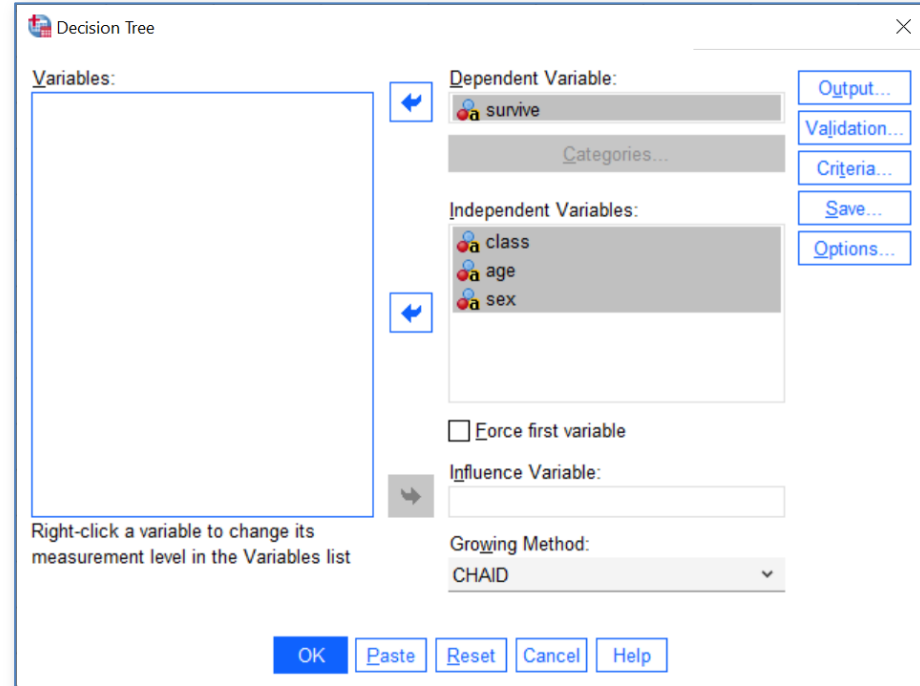 Decision Tree
Variables:
Right-click a variable to change its
measurement level in the Variables list
Dependent Variable:
survive
Categories...
Independent Variables:
class
age
sex
Force first variable
Influence Variable:
Growing Method:
CHAID
Output...
Validation...
Criteria...
Save...
Options...
OK
Paste
Reset
Cancel
Help